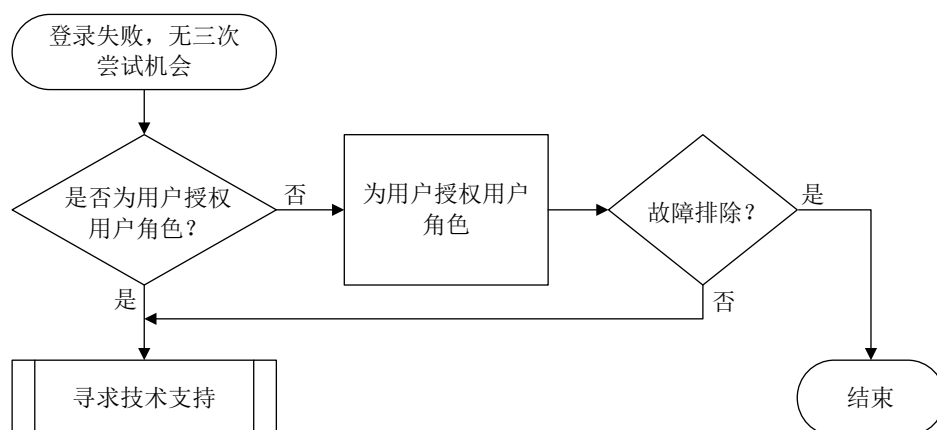 登录失败，无三次
尝试机会
是否为用户授权
用户角色？
否
为用户授权用户
角色
故障排除？
是
是
否
寻求技术支持
结束